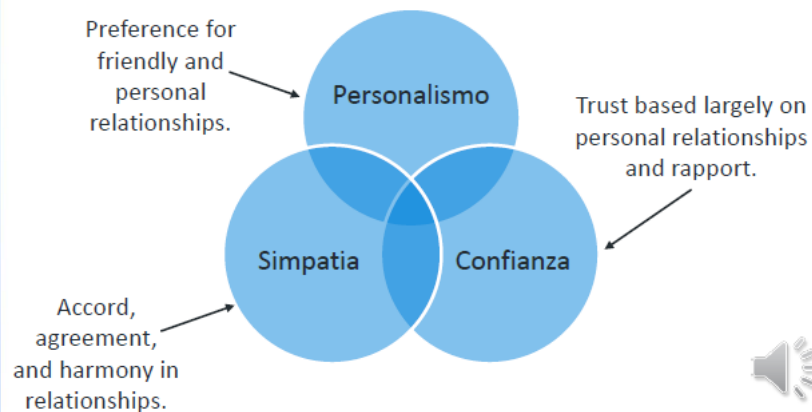 Preference for
friendly and
personal
relationships.
Personalismo
Trust based largely on
personal relationships
and rapport.
Simpatia
Confianza
Accord,
agreement,
and harmony in
relationships.